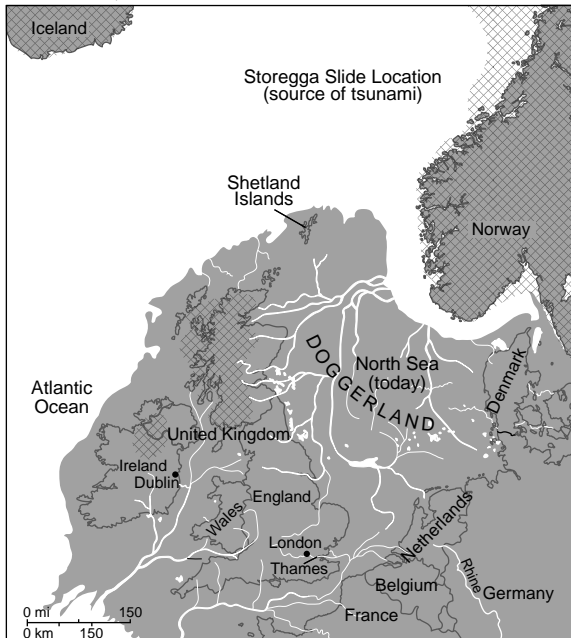 Iceland
Storegga Slide Location
(source of tsunami)
Shetland
Islands
Norway
North Sea
(today)
DOGGERLAND
Denmark
Atlantic
Ocean
United Kingdom
Ireland
Dublin
England
Wales
London
Thames
Netherlands
Belgium
Rhine
Germany
France
0 mi 150
0 km 150